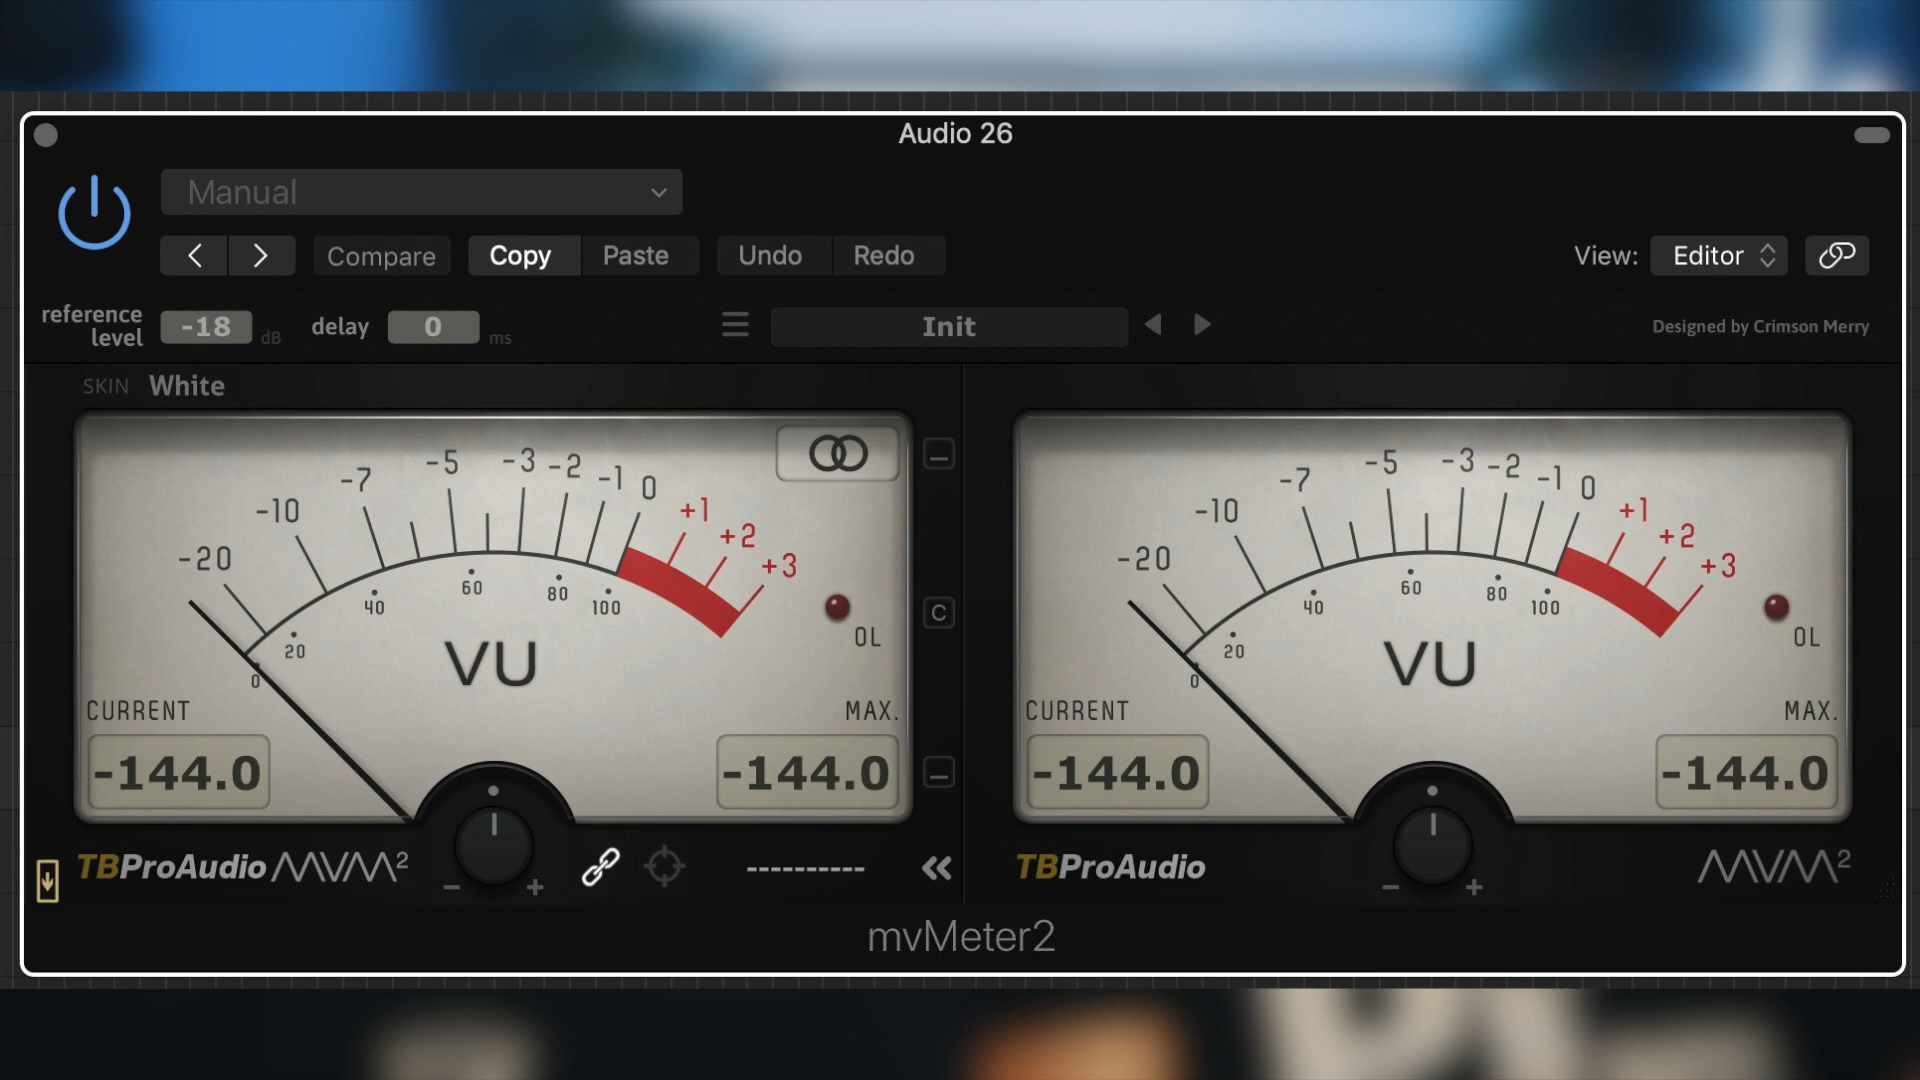 Audio 26
Manual
Compare Copy Paste Undo Redo View: Editor
reference level -18 dB delay 0 ms Init Designed by Crimson Merry
SKIN White
-20 -10 -7 -5 -3 -2 -1 0 +1 +2 +3
0 20 40 60 80 100
VU
OL
CURRENT MAX.
-144.0 -144.0
C
TBProAudio MVM2
- +
----------
-20 -10 -7 -5 -3 -2 -1 0 +1 +2 +3
0 20 40 60 80 100
VU
OL
CURRENT MAX.
-144.0 -144.0
TBProAudio MVM2
- +
mvMeter2